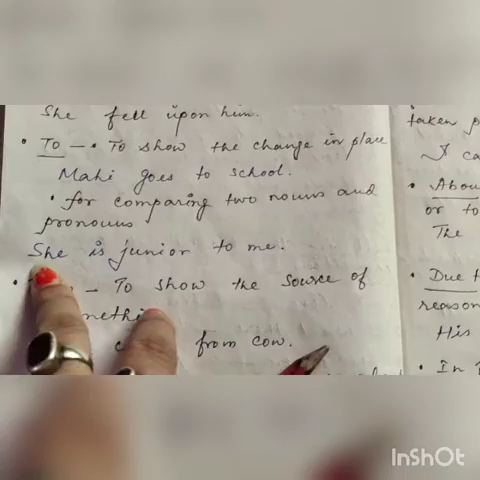 She fell upon him.
• To – • To show the change in place
Mahi goes to school.
• for comparing two nouns and
pronouns
She is junior to me.
• – To show the source of
from cow.
taken
I ca
• Abou
or to
The
• Due t
reason
His
• In
InShOt